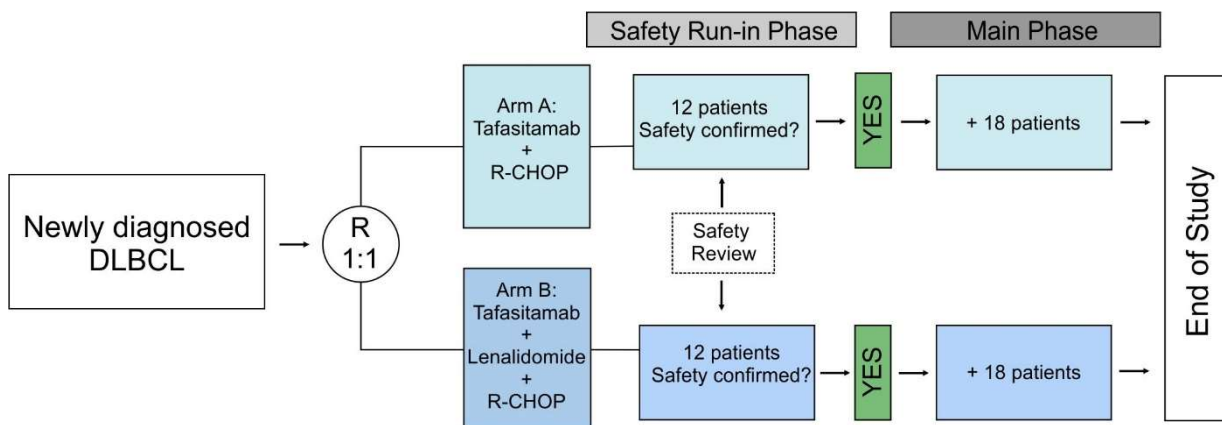 Safety Run-in Phase
Main Phase
Newly diagnosed
DLBCL
R
1:1
Arm A:
Tafasitamab
+
R-CHOP
12 patients
Safety confirmed?
YES
+ 18 patients
Safety
Review
Arm B:
Tafasitamab
+
Lenalidomide
+
R-CHOP
12 patients
Safety confirmed?
YES
+ 18 patients
End of Study